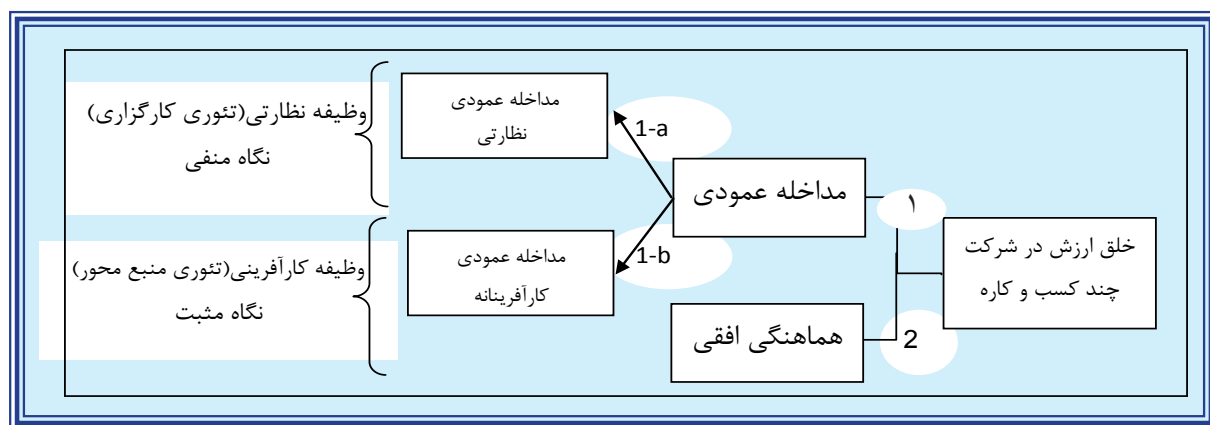 خلق ارزش در شرکت
چند کسب و کاره
۱
2
مداخله عمودی
هماهنگی افقی
1-a
1-b
مداخله عمودی
نظارتی
مداخله عمودی
کارآفرینانه
وظیفه نظارتی(تئوری کارگزاری)
نگاه منفی
وظیفه کارآفرینی(تئوری منبع محور)
نگاه مثبت